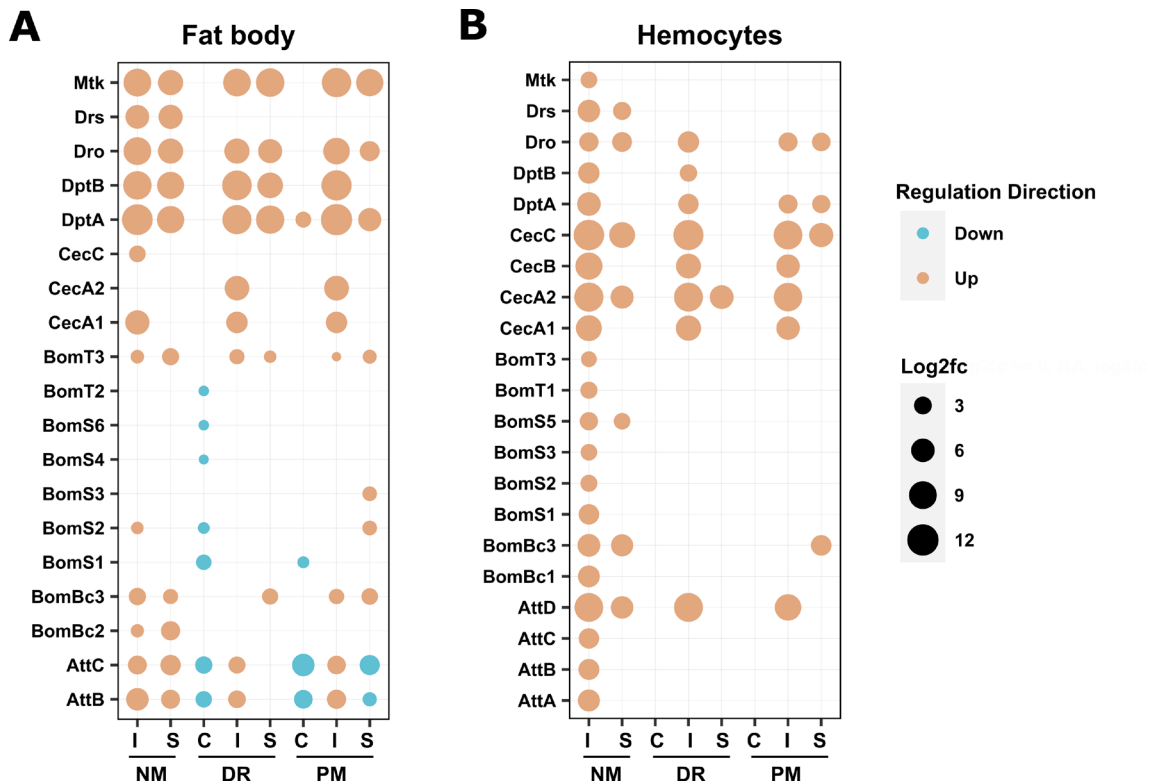 A
Fat body
Mtk
Drs
Dro
DptB
DptA
CecC
CecA2
CecA1
BomT3
BomT2
BomS6
BomS4
BomS3
BomS2
BomS1
BomBc3
BomBc2
AttC
AttB
I S C I S C I S
NM DR PM
B
Hemocytes
Mtk
Drs
Dro
DptB
DptA
CecC
CecB
CecA2
CecA1
BomT3
BomT1
BomS5
BomS3
BomS2
BomS1
BomBc3
BomBc1
AttD
AttC
AttB
AttA
I S C I S C I S
NM DR PM
Regulation Direction
Down
Up
Log2fc
3
6
9
12